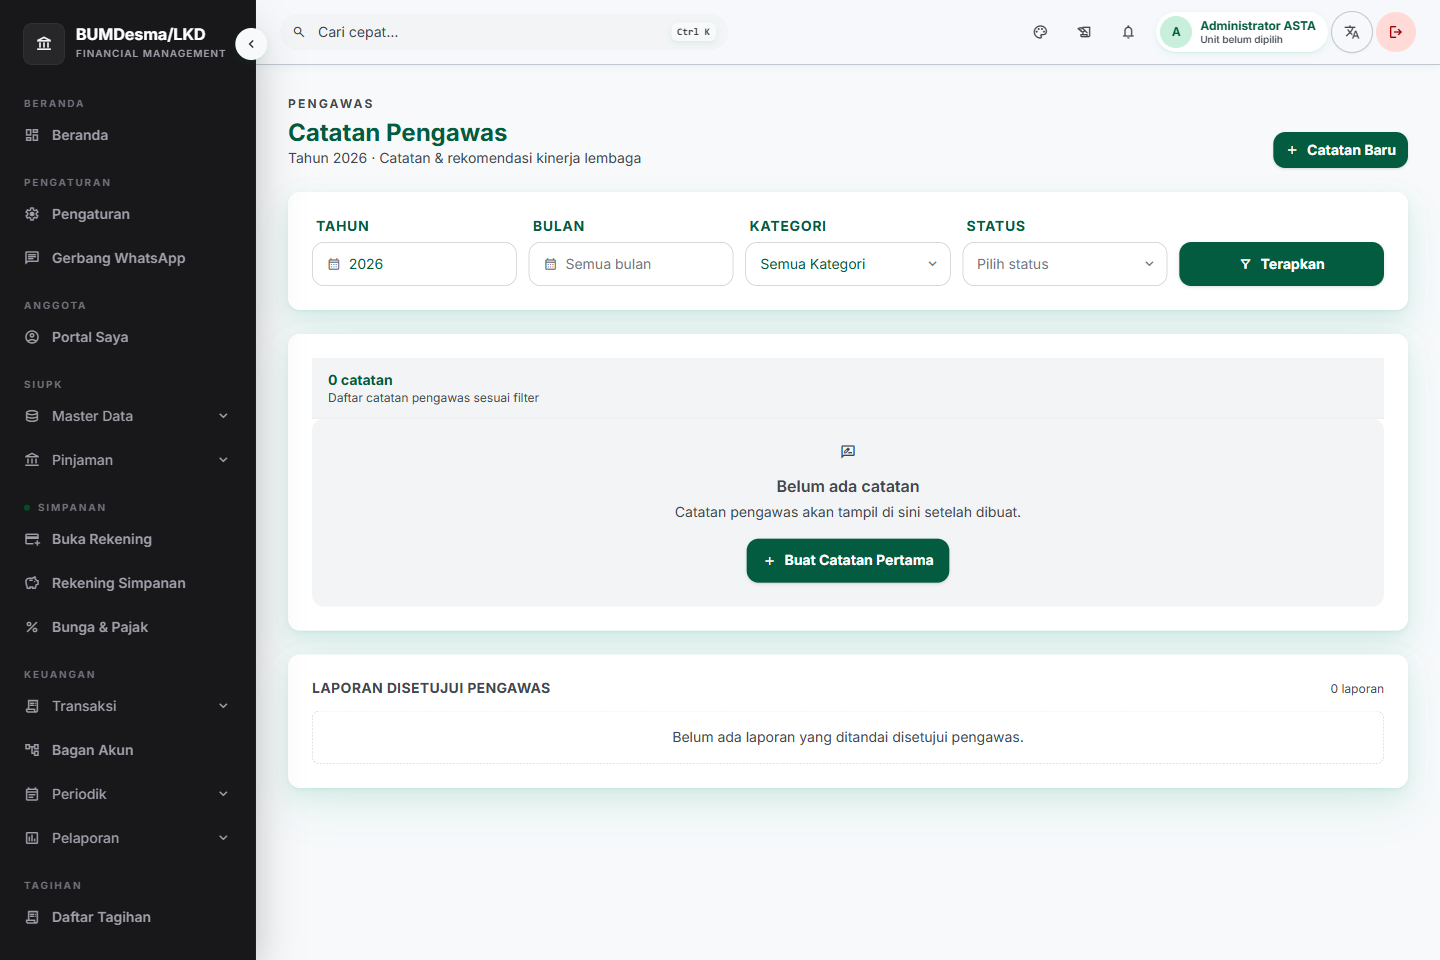 BUMDesma/LKD
FINANCIAL MANAGEMENT
BERANDA
Beranda
PENGATURAN
Pengaturan
Gerbang WhatsApp
ANGGOTA
Portal Saya
SIUPK
Master Data
Pinjaman
SIMPANAN
Buka Rekening
Rekening Simpanan
Bunga & Pajak
KEUANGAN
Transaksi
Bagan Akun
Periodik
Pelaporan
TAGIHAN
Daftar Tagihan
Cari cepat...
Ctrl K
A
Administrator ASTA
Unit belum dipilih
PENGAWAS
Catatan Pengawas
Tahun 2026 · Catatan & rekomendasi kinerja lembaga
Catatan Baru
TAHUN
2026
BULAN
Semua bulan
KATEGORI
Semua Kategori
STATUS
Pilih status
Terapkan
0 catatan
Daftar catatan pengawas sesuai filter
Belum ada catatan
Catatan pengawas akan tampil di sini setelah dibuat.
Buat Catatan Pertama
LAPORAN DISETUJUI PENGAWAS
0 laporan
Belum ada laporan yang ditandai disetujui pengawas.